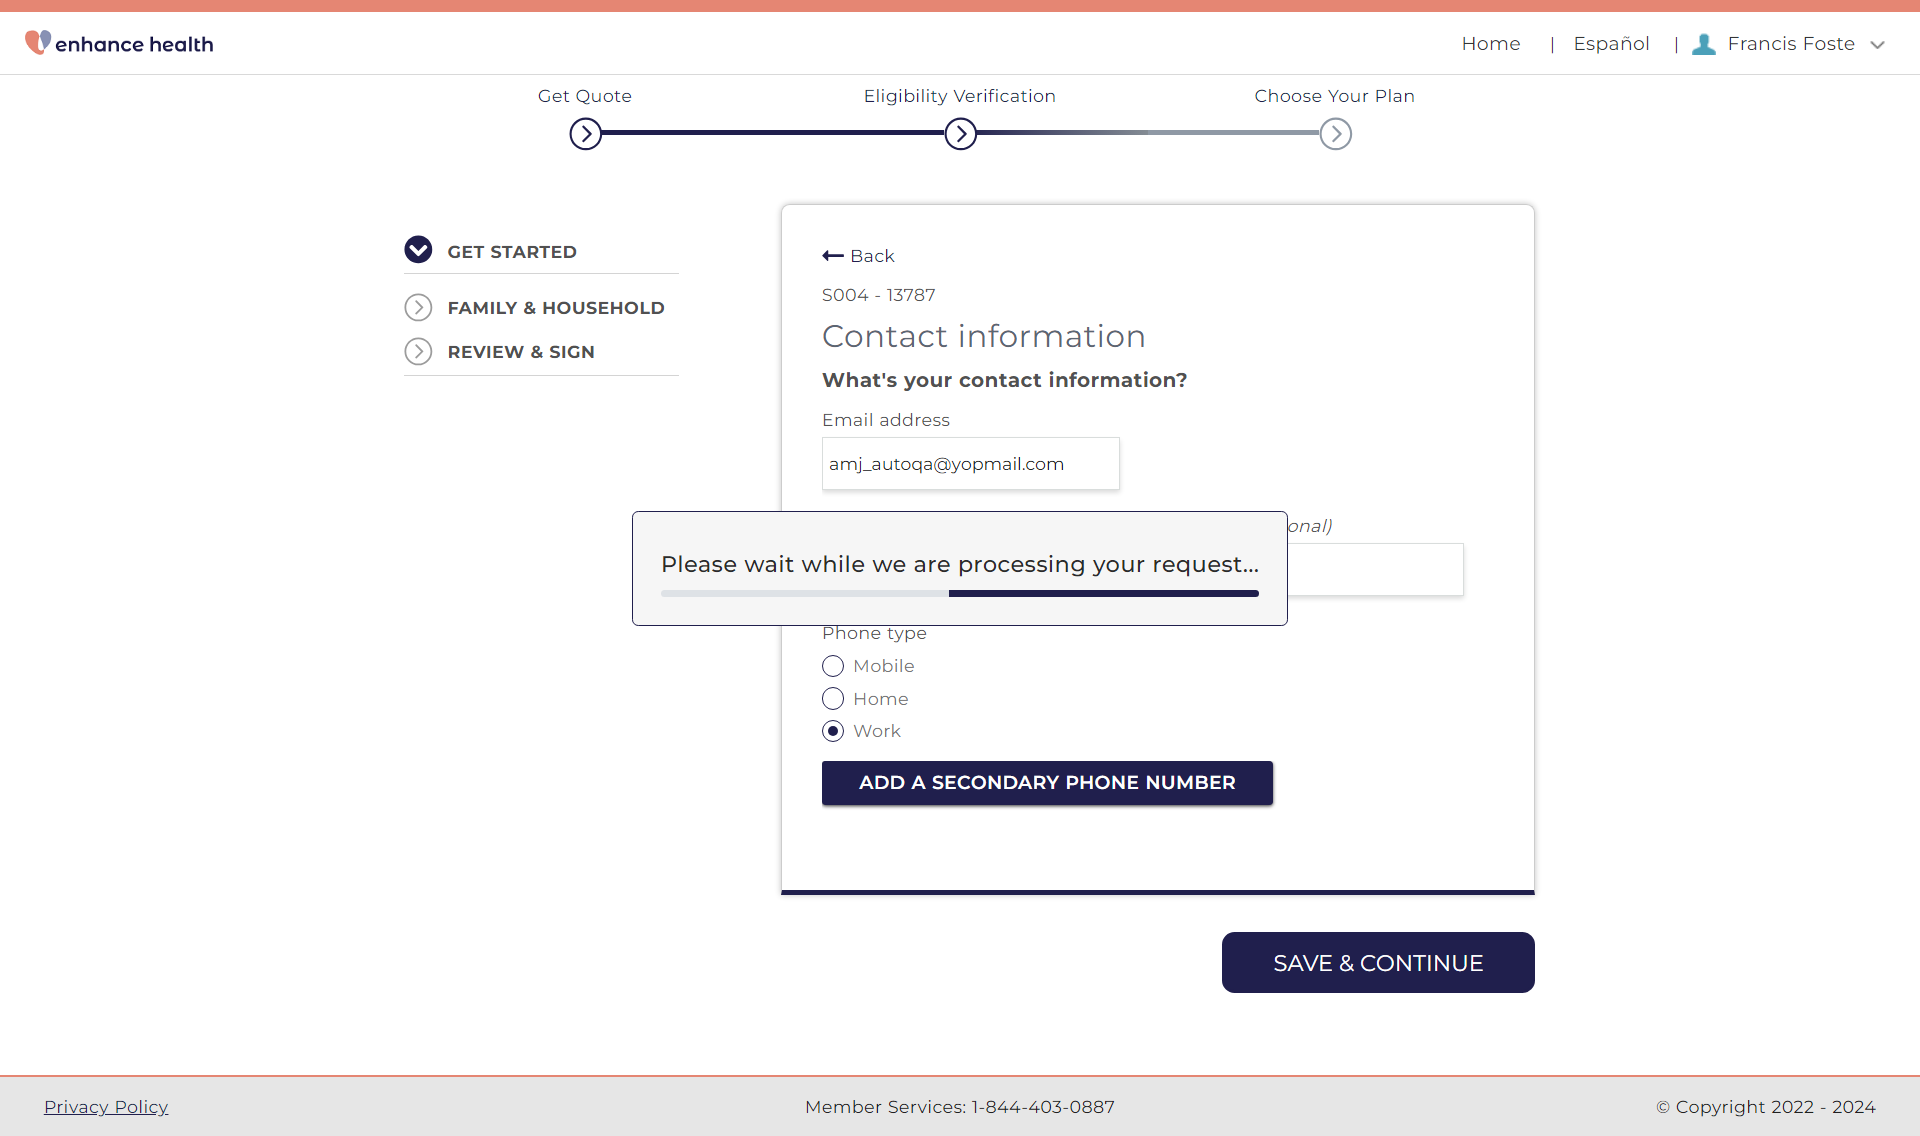 enhance health
Home | Español | Francis Foste
Get Quote
Eligibility Verification
Choose Your Plan
GET STARTED
FAMILY & HOUSEHOLD
REVIEW & SIGN
Back
S004 - 13787
Contact information
What's your contact information?
Email address
amj_autoqa@yopmail.com
Please wait while we are processing your request...
Phone type
Mobile
Home
Work
ADD A SECONDARY PHONE NUMBER
SAVE & CONTINUE
Privacy Policy
Member Services: 1-844-403-0887
© Copyright 2022 - 2024